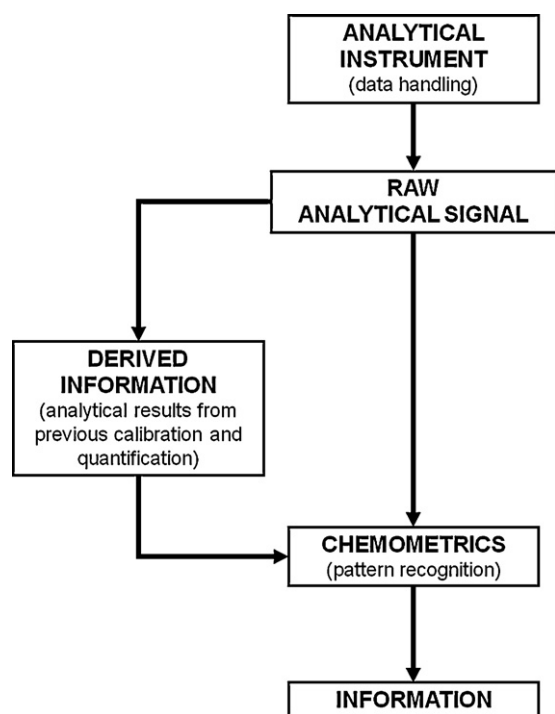 ANALYTICAL
INSTRUMENT
(data handling)
RAW
ANALYTICAL SIGNAL
DERIVED
INFORMATION
(analytical results from
previous calibration and
quantification)
CHEMOMETRICS
(pattern recognition)
INFORMATION